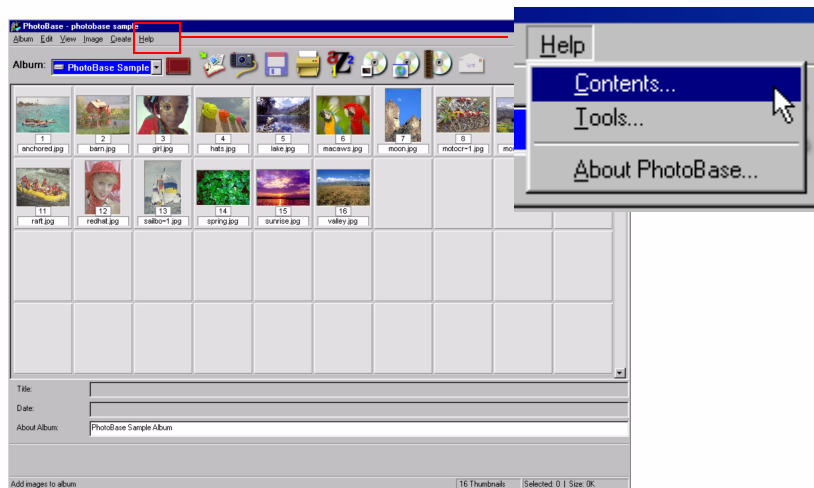 PhotoBase - photobase sample
Album Edit View Image Create Help
Album: PhotoBase Sample
1 2 3 4 5 6 7 8
anchored.jpg barn.jpg girl.jpg hats.jpg lake.jpg macaws.jpg moon.jpg motocr~1.jpg
11 12 13 14 15 16
raft.jpg redhat.jpg sailbo~1.jpg spring.jpg sunrise.jpg valley.jpg
Title:
Date:
About Album: PhotoBase Sample Album
Add images to album 16 Thumbnails Selected: 0 | Size: 0K
Help
Contents...
Tools...
About PhotoBase...